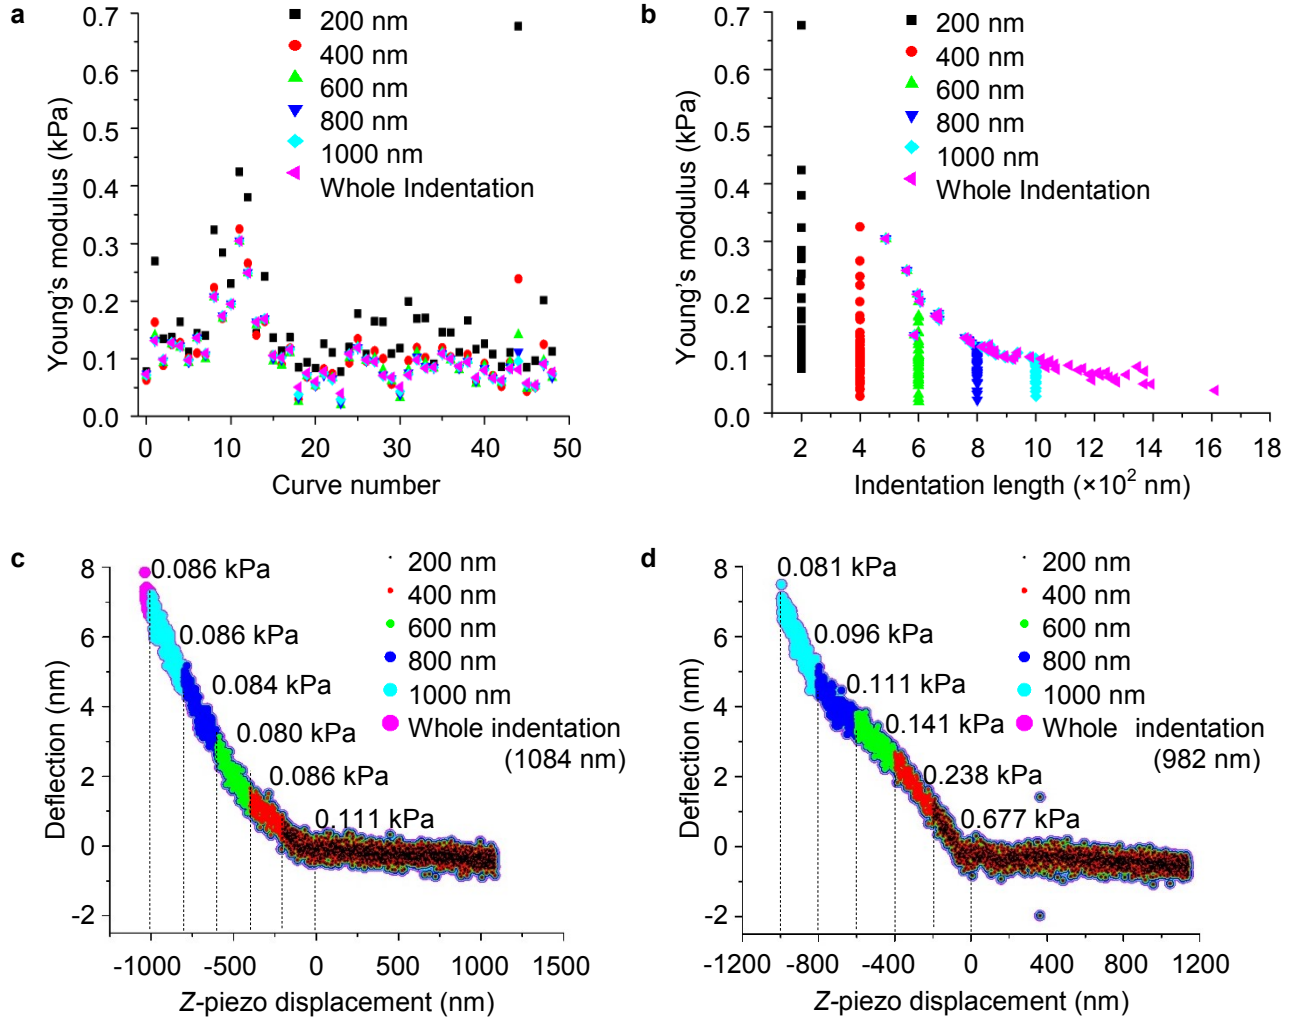 a
0.7
0.6
0.5
0.4
0.3
0.2
0.1
0.0
Young's modulus (kPa)
200 nm
400 nm
600 nm
800 nm
1000 nm
Whole Indentation
0 10 20 30 40 50
Curve number
b
0.7
0.6
0.5
0.4
0.3
0.2
0.1
0.0
Young's modulus (kPa)
200 nm
400 nm
600 nm
800 nm
1000 nm
Whole Indentation
2 4 6 8 10 12 14 16 18
Indentation length (×10² nm)
c
8
6
4
2
0
-2
Deflection (nm)
0.086 kPa
0.086 kPa
0.084 kPa
0.080 kPa
0.086 kPa
0.111 kPa
200 nm
400 nm
600 nm
800 nm
1000 nm
Whole indentation
(1084 nm)
-1000 -500 0 500 1000 1500
Z-piezo displacement (nm)
d
8
6
4
2
0
-2
Deflection (nm)
0.081 kPa
0.096 kPa
0.111 kPa
0.141 kPa
0.238 kPa
0.677 kPa
200 nm
400 nm
600 nm
800 nm
1000 nm
Whole indentation
(982 nm)
-1200 -800 -400 0 400 800 1200
Z-piezo displacement (nm)